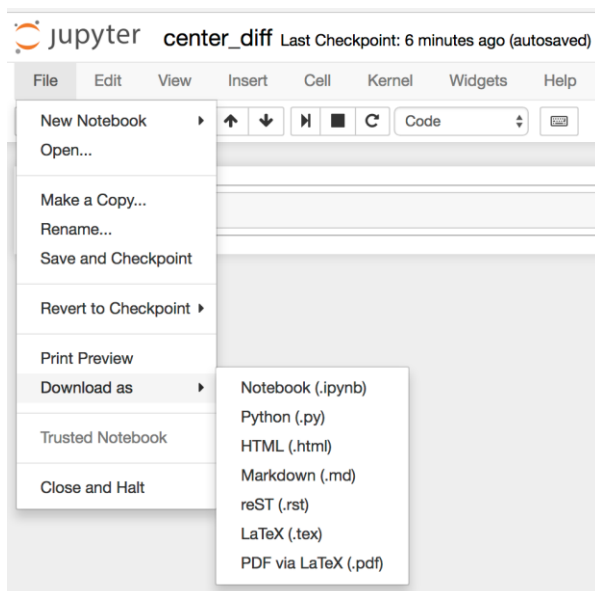 jupyter center_diff Last Checkpoint: 6 minutes ago (autosaved)
File Edit View Insert Cell Kernel Widgets Help
New Notebook
Code
Open...
Make a Copy...
Rename...
Save and Checkpoint
Revert to Checkpoint
Print Preview
Download as
Trusted Notebook
Close and Halt
Notebook (.ipynb)
Python (.py)
HTML (.html)
Markdown (.md)
reST (.rst)
LaTeX (.tex)
PDF via LaTeX (.pdf)